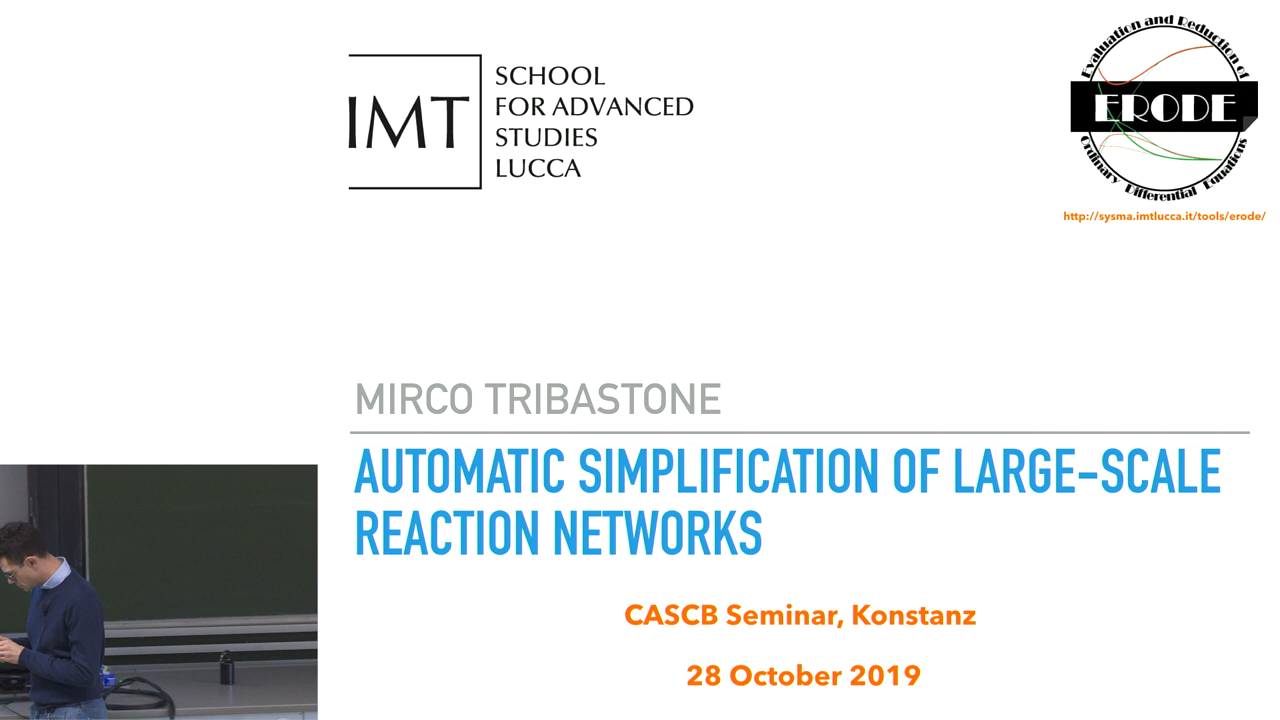 IMT
SCHOOL
FOR ADVANCED
STUDIES
LUCCA
Evaluation and Reduction of
ERODE
Ordinary Differential Equations
http://sysma.imtlucca.it/tools/erode/
MIRCO TRIBASTONE
AUTOMATIC SIMPLIFICATION OF LARGE-SCALE
REACTION NETWORKS
CASCB Seminar, Konstanz
28 October 2019